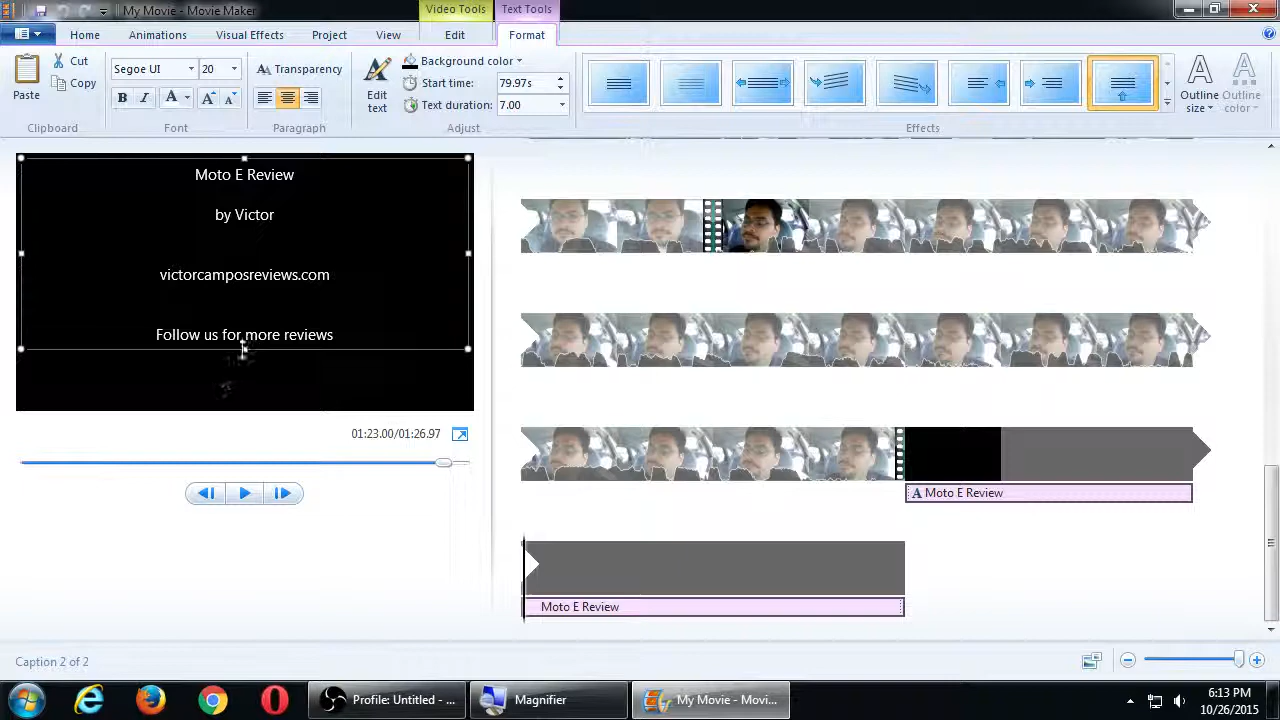 My Movie - Movie Maker
Video Tools
Text Tools
Home
Animations
Visual Effects
Project
View
Edit
Format
Paste
Cut
Copy
Clipboard
Segoe UI
20
B I A A A
Font
Transparency
Paragraph
Edit text
Background color
Start time: 79.97s
Text duration: 7.00
Adjust
Effects
Outline size
Outline color
Moto E Review
by Victor
victorcamposreviews.com
Follow us for more reviews
01:23.00/01:26.97
A Moto E Review
Moto E Review
Caption 2 of 2
Profile: Untitled - ...
Magnifier
My Movie - Movi...
6:13 PM
10/26/2015